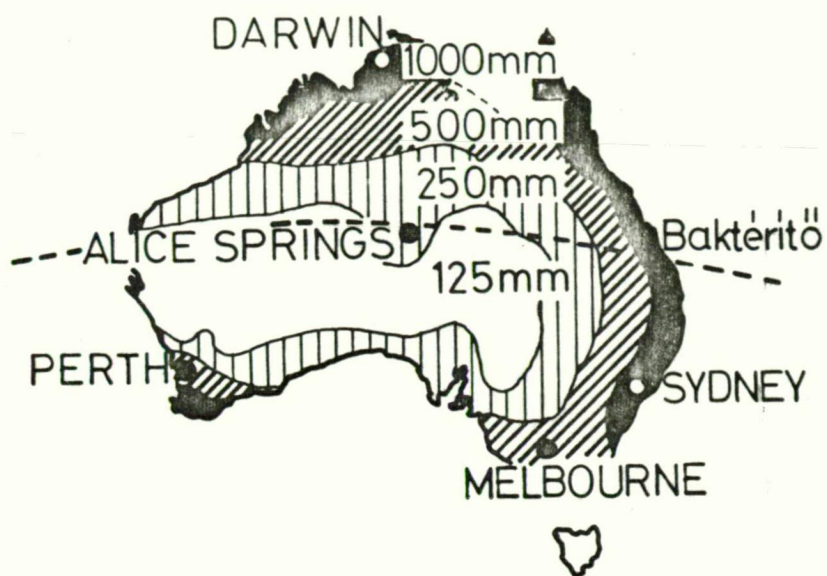 DARWIN
1000mm
500mm
250mm
ALICE SPRINGS
Baktérítő
125mm
PERTH
SYDNEY
MELBOURNE